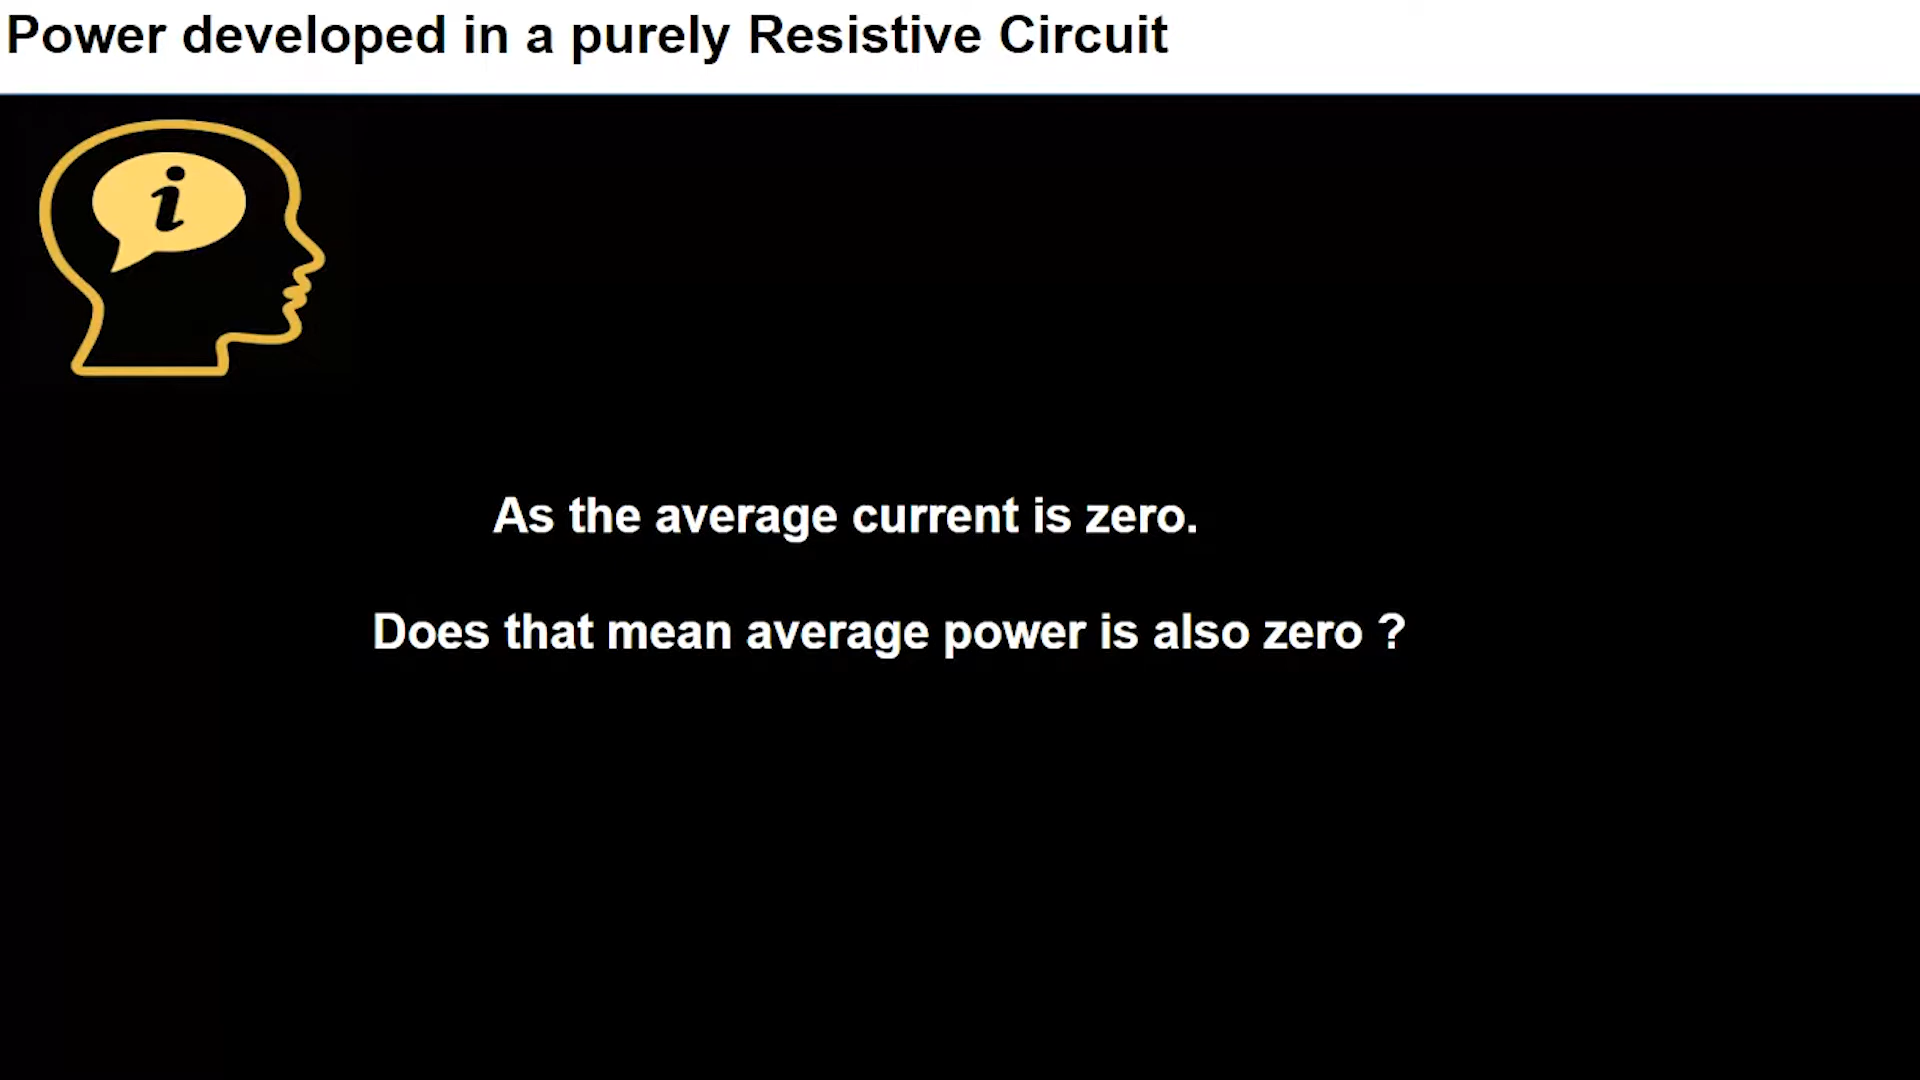 Power developed in a purely Resistive Circuit
i
As the average current is zero.
Does that mean average power is also zero ?